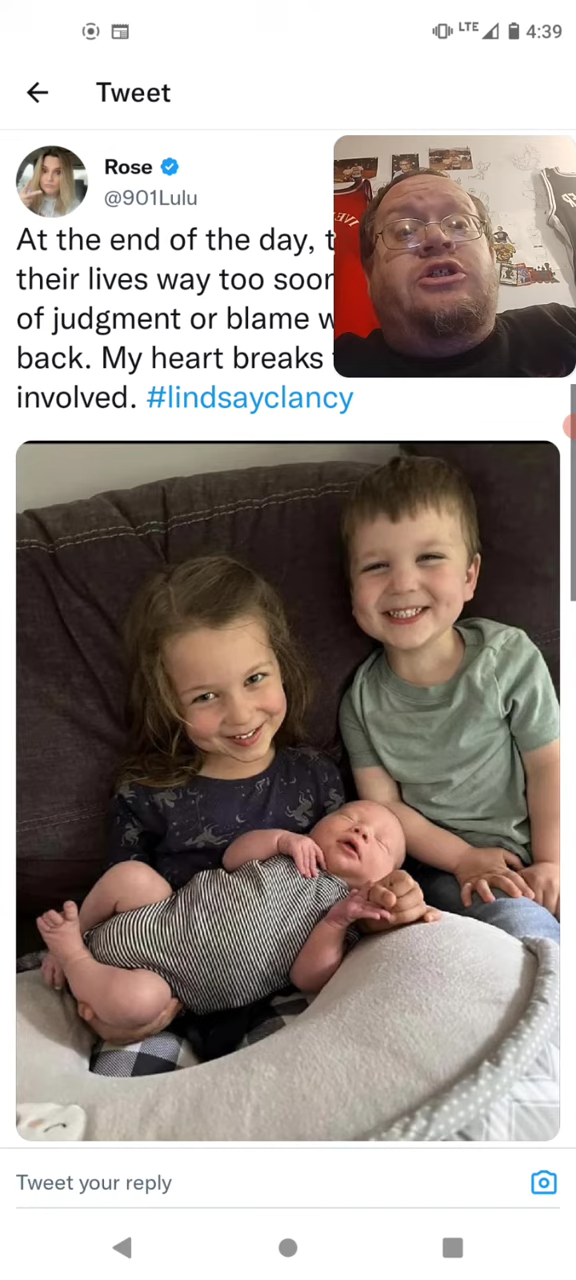 4:39
LTE
Tweet
Rose
@901Lulu
At the end of the day,
their lives way too soon
of judgment or blame
back. My heart breaks
involved. #lindsayclancy
Tweet your reply